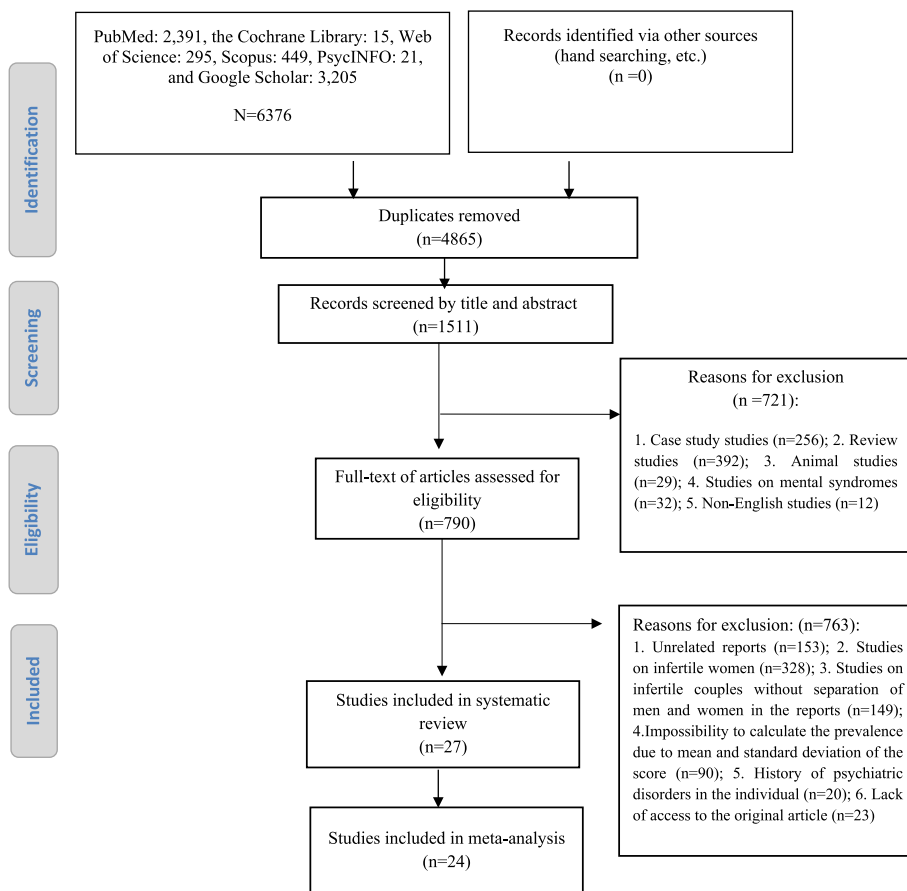 PubMed: 2,391, the Cochrane Library: 15, Web
of Science: 295, Scopus: 449, PsycINFO: 21,
and Google Scholar: 3,205
N=6376
Records identified via other sources
(hand searching, etc.)
(n =0)
Identification
Duplicates removed
(n=4865)
Screening
Records screened by title and abstract
(n=1511)
Reasons for exclusion
(n =721):
1. Case study studies (n=256); 2. Review
studies (n=392); 3. Animal studies
(n=29); 4. Studies on mental syndromes
(n=32); 5. Non-English studies (n=12)
Eligibility
Full-text of articles assessed for
eligibility
(n=790)
Reasons for exclusion: (n=763):
1. Unrelated reports (n=153); 2. Studies
on infertile women (n=328); 3. Studies on
infertile couples without separation of
men and women in the reports (n=149);
4.Impossibility to calculate the prevalence
due to mean and standard deviation of the
score (n=90); 5. History of psychiatric
disorders in the individual (n=20); 6. Lack
of access to the original article (n=23)
Included
Studies included in systematic
review
(n=27)
Studies included in meta-analysis
(n=24)